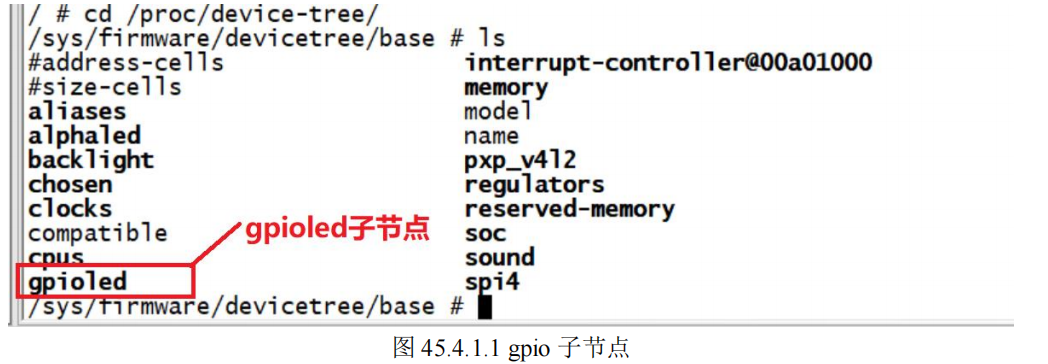 / # cd /proc/device-tree/
/sys/firmware/devicetree/base # ls
#address-cells interrupt-controller@00a01000
#size-cells memory
aliases model
alphaled name
backlight pxp_v4l2
chosen regulators
clocks reserved-memory
compatible soc
cpus sound
gpioled spi4
gpioled子节点
/sys/firmware/devicetree/base #
图 45.4.1.1 gpio 子节点